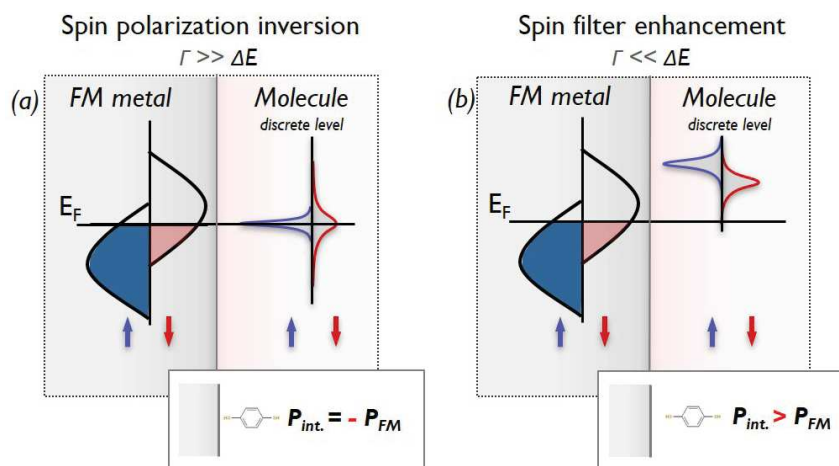 Spin polarization inversion
Γ >> ΔE
(a)
FM metal
Molecule
discrete level
E_F
P_int. = - P_FM
Spin filter enhancement
Γ << ΔE
(b)
FM metal
Molecule
discrete level
E_F
P_int. > P_FM